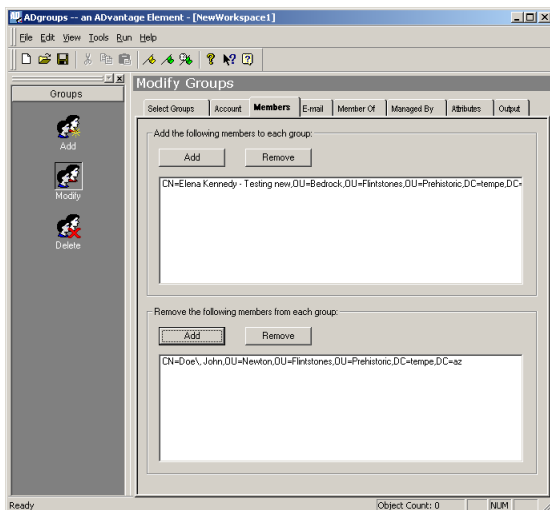 ADgroups -- an ADvantage Element - [NewWorkspace1]
File Edit View Tools Run Help
Groups
Add
Modify
Delete
Modify Groups
Select Groups Account Members E-mail Member Of Managed By Attributes Output
Add the following members to each group:
Add Remove
CN=Elena Kennedy - Testing new,OU=Bedrock,OU=Flintstones,OU=Prehistoric,DC=tempe,DC=
Remove the following members from each group:
Add Remove
CN=Doe\, John,OU=Newton,OU=Flintstones,OU=Prehistoric,DC=tempe,DC=az
Ready Object Count: 0 NUM